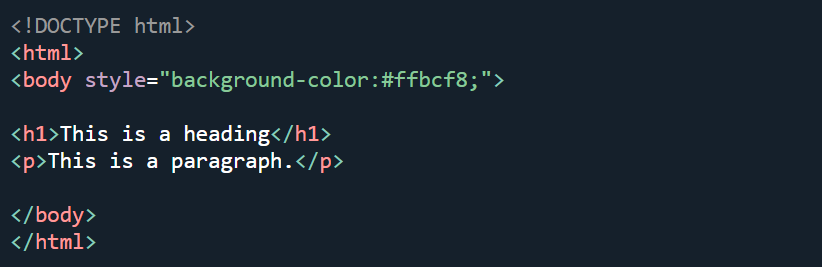 <!DOCTYPE html>
<html>
<body style="background-color:#ffbcf8;">
<h1>This is a heading</h1>
<p>This is a paragraph.</p>
</body>
</html>